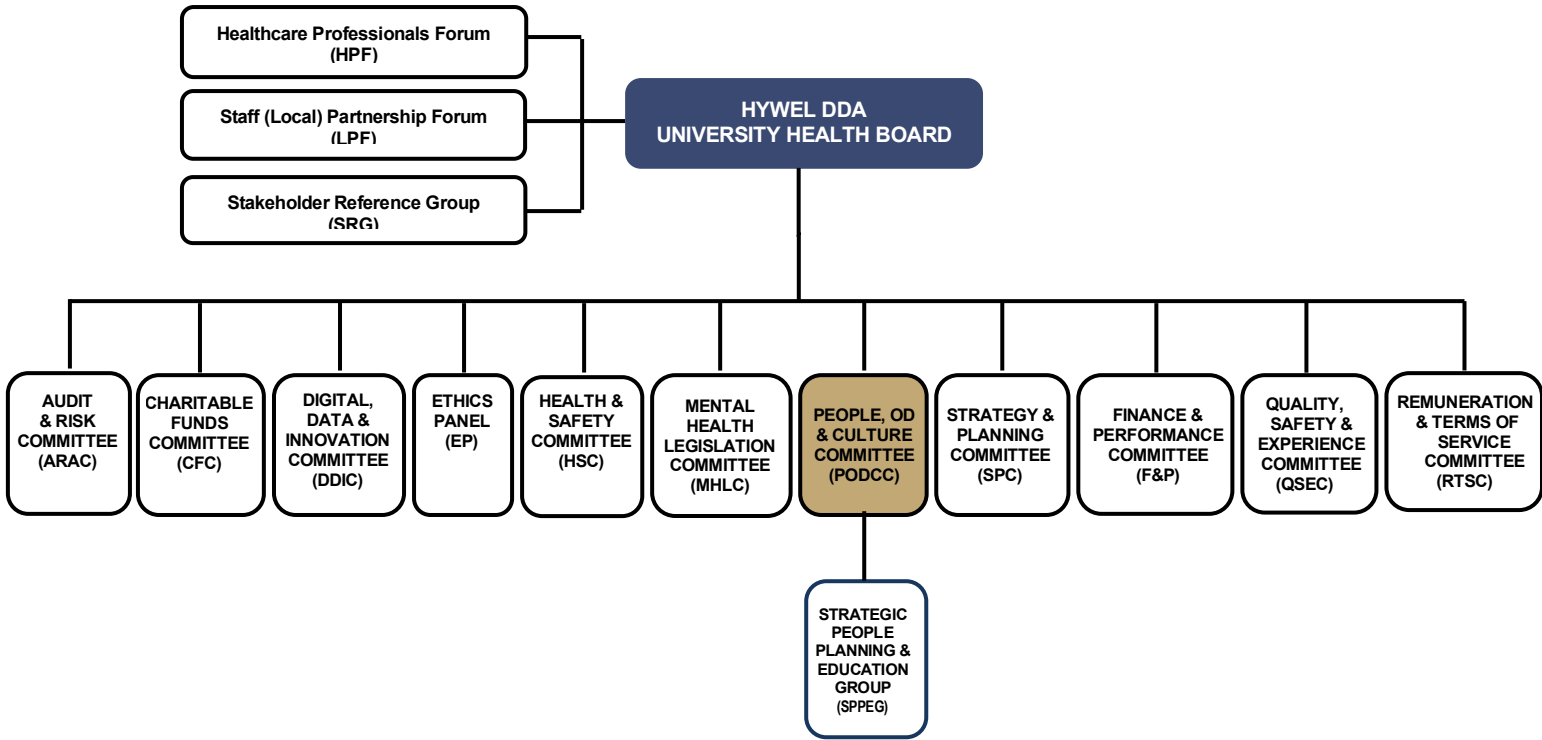 Healthcare Professionals Forum
(HPF)
Staff (Local) Partnership Forum
(LPF)
Stakeholder Reference Group
(SRG)
HYWEL DDA
UNIVERSITY HEALTH BOARD
AUDIT
& RISK
COMMITTEE
(ARAC)
CHARITABLE
FUNDS
COMMITTEE
(CFC)
DIGITAL,
DATA &
INNOVATION
COMMITTEE
(DDIC)
ETHICS
PANEL
(EP)
HEALTH &
SAFETY
COMMITTEE
(HSC)
MENTAL
HEALTH
LEGISLATION
COMMITTEE
(MHLC)
PEOPLE, OD
& CULTURE
COMMITTEE
(PODCC)
STRATEGY &
PLANNING
COMMITTEE
(SPC)
FINANCE &
PERFORMANCE
COMMITTEE
(F&P)
QUALITY,
SAFETY &
EXPERIENCE
COMMITTEE
(QSEC)
REMUNERATION
& TERMS OF
SERVICE
COMMITTEE
(RTSC)
STRATEGIC
PEOPLE
PLANNING &
EDUCATION
GROUP
(SPPEG)